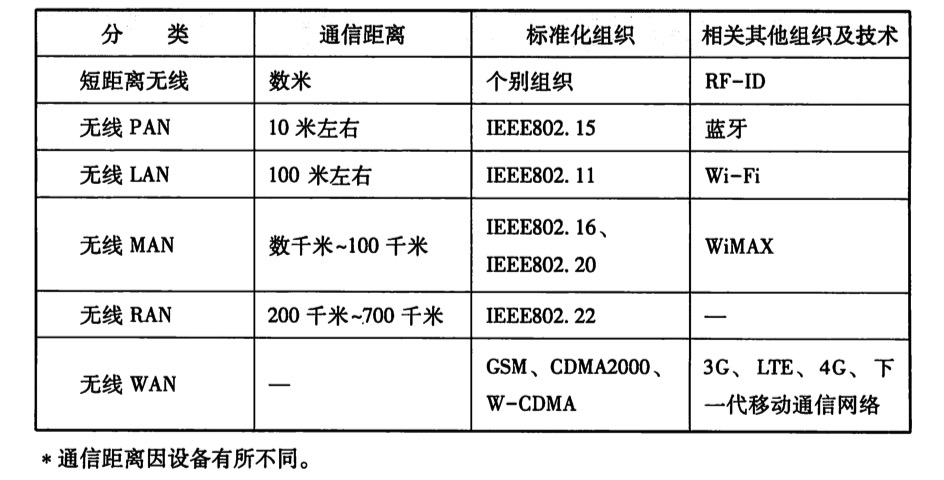 分 类 通信距离 标准化组织 相关其他组织及技术
短距离无线 数米 个别组织 RF-ID
无线 PAN 10 米左右 IEEE802.15 蓝牙
无线 LAN 100 米左右 IEEE802.11 Wi-Fi
无线 MAN 数千米~100 千米 IEEE802.16、
IEEE802.20 WiMAX
无线 RAN 200 千米~700 千米 IEEE802.22 —
无线 WAN — GSM、CDMA2000、
W-CDMA 3G、LTE、4G、下
一代移动通信网络
*通信距离因设备有所不同。